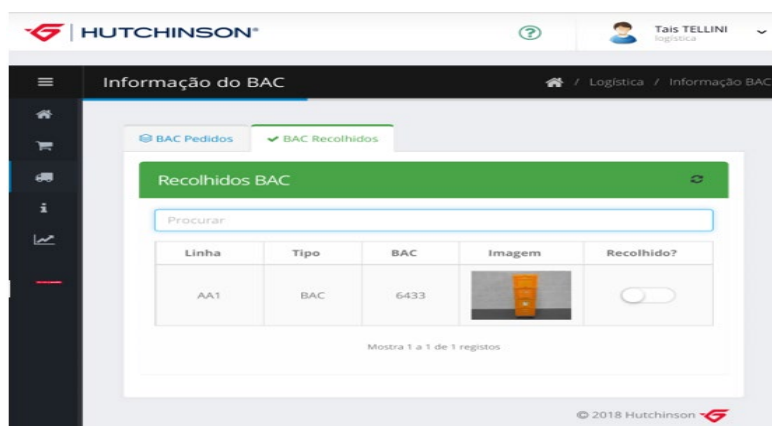 HUTCHINSON®
Tais TELLINI
logística
Informação do BAC
/ Logística / Informação BAC
BAC Pedidos
BAC Recolhidos
Recolhidos BAC
Procurar
Linha Tipo BAC Imagem Recolhido?
AA1 BAC 6433
Mostra 1 a 1 de 1 registos
© 2018 Hutchinson